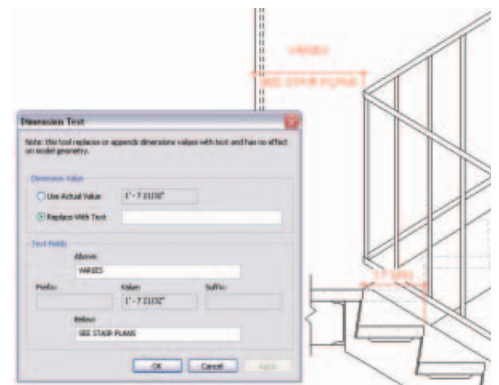 VARIES
SEE STAIR PLANS
Dimension Text
Note: this tool replaces or appends dimensions values with text and has no effect
on model geometry.
Dimension Value
Use Actual Value
1' - 7 21/32"
Replace With Text
Text Fields
Above:
VARIES
Prefix:
Value:
Suffix:
1' - 7 21/32"
Below:
SEE STAIR PLANS
OK
Cancel
Apply